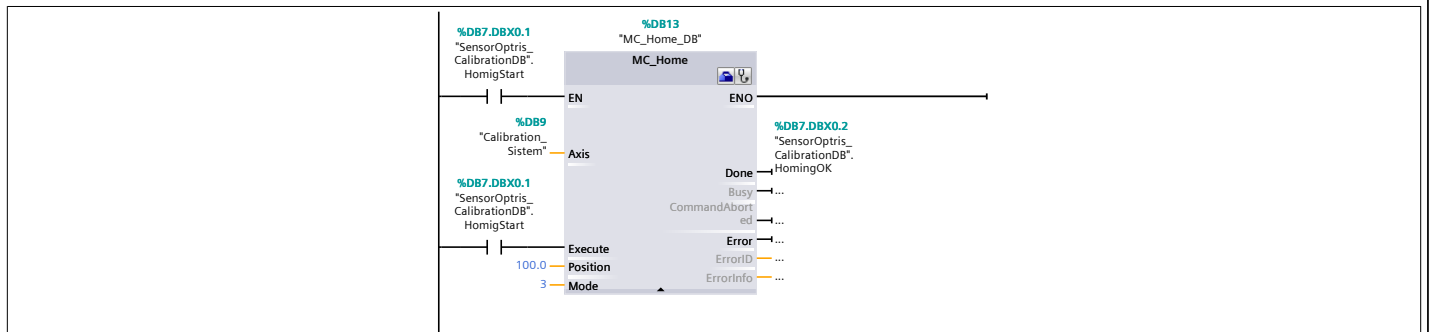 %DB7.DBX0.1
"SensorOptris_
CalibrationDB".
HomigStart
%DB13
"MC_Home_DB"
MC_Home
EN
ENO
%DB9
"Calibration_
Sistem"
Axis
%DB7.DBX0.2
"SensorOptris_
CalibrationDB".
HomingOK
Done
Busy
...
CommandAbort
ed
...
%DB7.DBX0.1
"SensorOptris_
CalibrationDB".
HomigStart
Execute
Error
...
100.0
Position
ErrorID
...
3
Mode
ErrorInfo
...